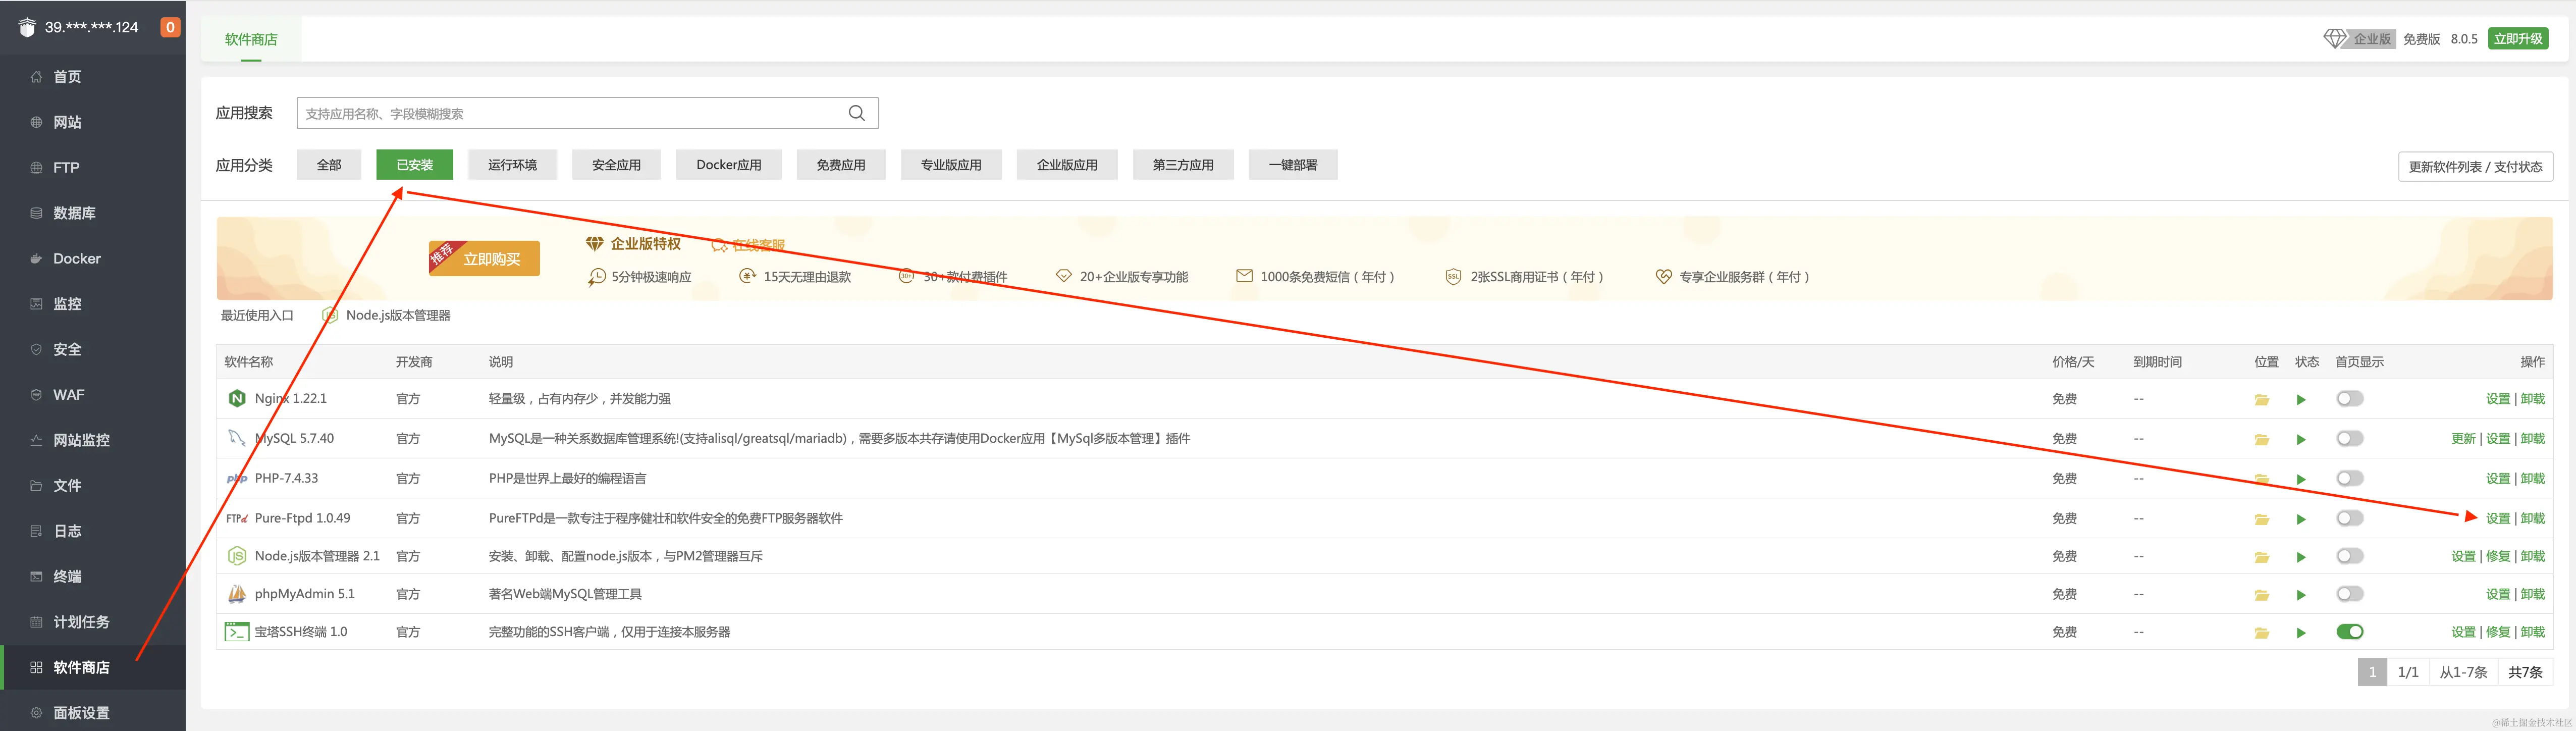 39.***.***.124
0
首页
网站
FTP
数据库
Docker
监控
安全
WAF
网站监控
文件
日志
终端
计划任务
软件商店
面板设置
软件商店
企业版 免费版 8.0.5 立即升级
应用搜索 支持应用名称、字段模糊搜索
应用分类 全部 已安装 运行环境 安全应用 Docker应用 免费应用 专业版应用 企业版应用 第三方应用 一键部署
更新软件列表 / 支付状态
推荐 立即购买
企业版特权 在线客服
5分钟极速响应 15天无理由退款 30+ 30+款付费插件 20+企业版专享功能 1000条免费短信（年付） SSL 2张SSL商用证书（年付） 专享企业服务群（年付）
最近使用入口 JS Node.js版本管理器
软件名称 开发商 说明 价格/天 到期时间 位置 状态 首页显示 操作
N Nginx 1.22.1 官方 轻量级，占有内存少，并发能力强 免费 -- 设置 | 卸载
MySQL 5.7.40 官方 MySQL是一种关系数据库管理系统!(支持alisql/greatsql/mariadb)，需要多版本共存请使用Docker应用【MySql多版本管理】插件 免费 -- 更新 | 设置 | 卸载
php PHP-7.4.33 官方 PHP是世界上最好的编程语言 免费 -- 设置 | 卸载
FTPd Pure-Ftpd 1.0.49 官方 PureFTPd是一款专注于程序健壮和软件安全的免费FTP服务器软件 免费 -- 设置 | 卸载
JS Node.js版本管理器 2.1 官方 安装、卸载、配置node.js版本，与PM2管理器互斥 免费 -- 设置 | 修复 | 卸载
phpMyAdmin 5.1 官方 著名Web端MySQL管理工具 免费 -- 设置 | 卸载
>_ 宝塔SSH终端 1.0 官方 完整功能的SSH客户端，仅用于连接本服务器 免费 -- 设置 | 修复 | 卸载
1 1/1 从1-7条 共7条
@稀土掘金技术社区